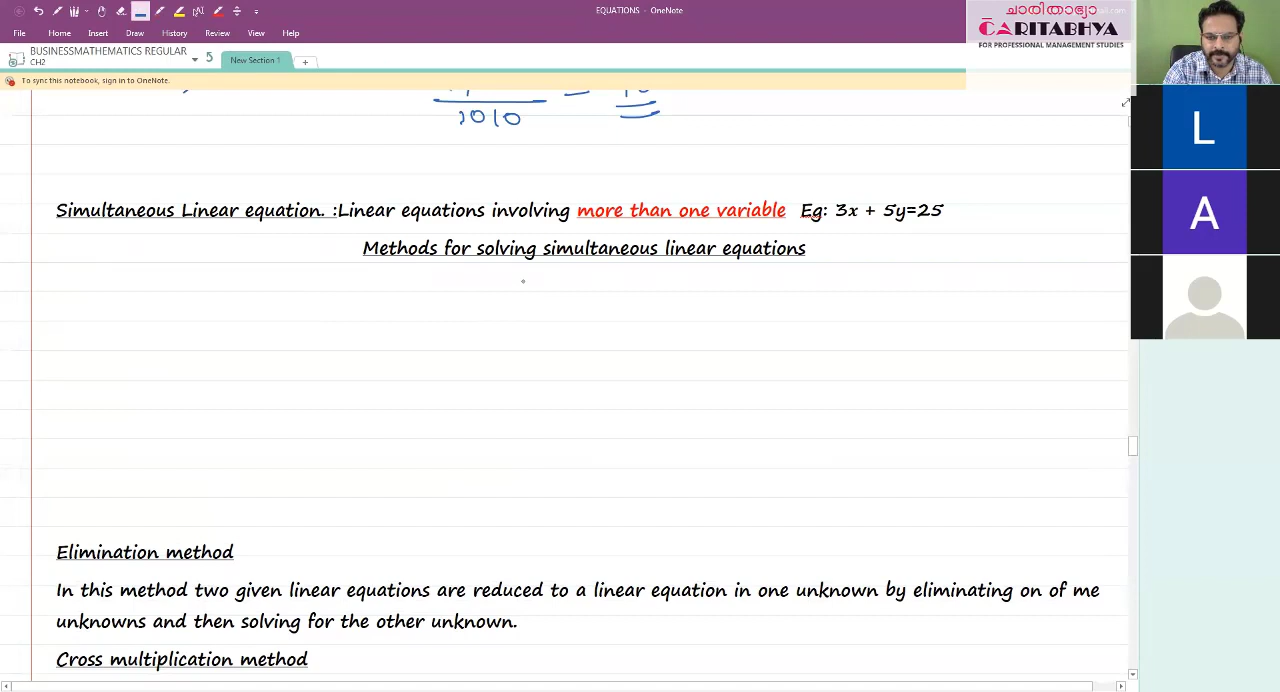 EQUATIONS - OneNote
File Home Insert Draw History Review View Help
BUSINESSMATHEMATICS REGULAR
CH2
New Section 1
To sync this notebook, sign in to OneNote.
ചാരിതാഭ്യാ
CARITABHYA
FOR PROFESSIONAL MANAGEMENT STUDIES
L
A
1010
Simultaneous Linear equation. :Linear equations involving more than one variable Eg: 3x + 5y=25
Methods for solving simultaneous linear equations
Elimination method
In this method two given linear equations are reduced to a linear equation in one unknown by eliminating on of me
unknowns and then solving for the other unknown.
Cross multiplication method